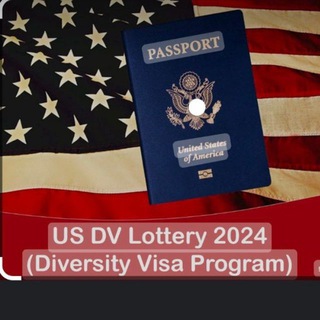 PASSPORT
United States
of America
US DV Lottery 2024
(Diversity Visa Program)